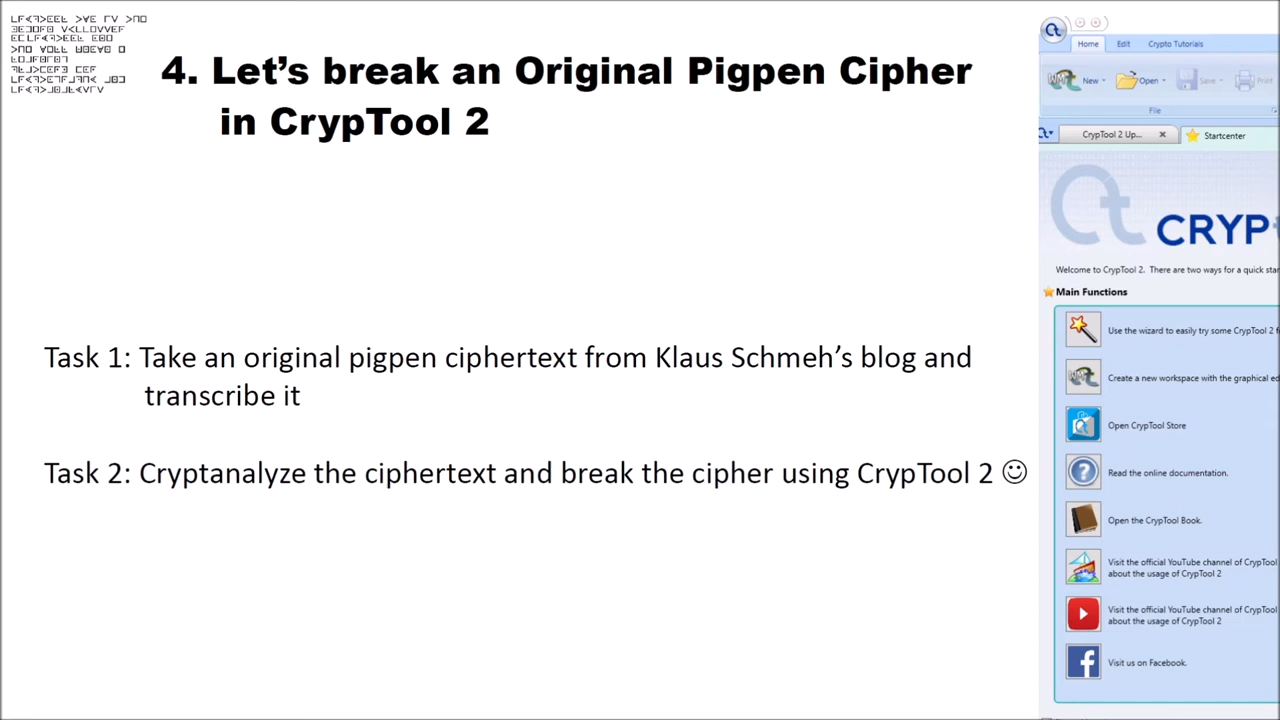 4. Let's break an Original Pigpen Cipher
in CrypTool 2
Task 1: Take an original pigpen ciphertext from Klaus Schmeh's blog and
transcribe it
Task 2: Cryptanalyze the ciphertext and break the cipher using CrypTool 2 ☺
Home Edit Crypto Tutorials
New Open Save Print
File
CrypTool 2 Up... Startcenter
CRYP
Welcome to CrypTool 2. There are two ways for a quick sta
Main Functions
Use the wizard to easily try some CrypTool 2 f
Create a new workspace with the graphical ed
Open CrypTool Store
Read the online documentation.
Open the CrypTool Book.
Visit the official YouTube channel of CrypTool
about the usage of CrypTool 2
Visit the official YouTube channel of CrypTool
about the usage of CrypTool 2
Visit us on Facebook.